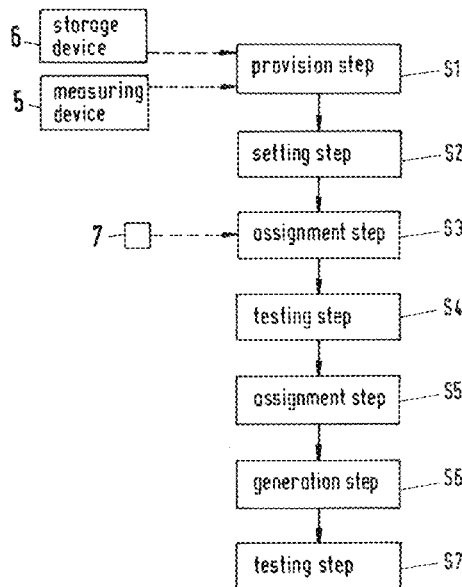 6
storage
device
5
measuring
device
provision step
S1
setting step
S2
7
assignment step
S3
testing step
S4
assignment step
S5
generation step
S6
testing step
S7